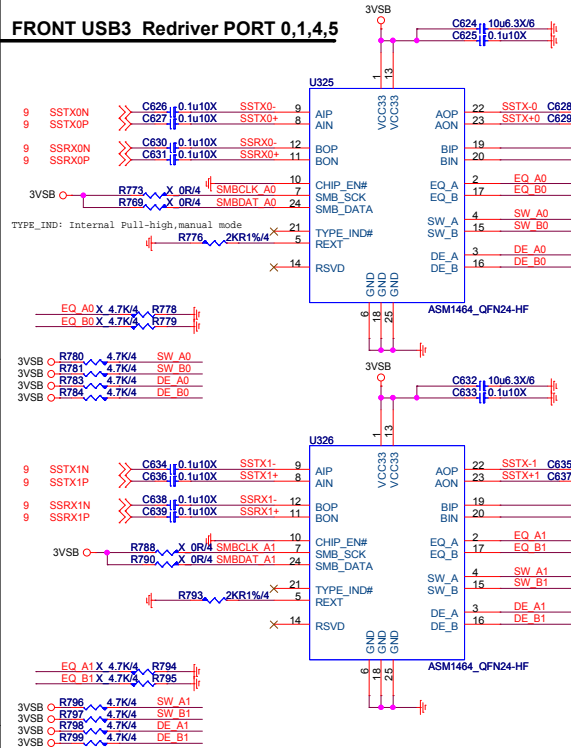 FRONT USB3 Redriver PORT 0,1,4,5
3VSB
C624 10u6.3X/6
C625 0.1u10X
1 13
U325
VCC33 VCC33
9 SSTX0N C626 0.1u10X SSTX0- 9 AIP AOP 22 SSTX-0 C628
9 SSTX0P C627 0.1u10X SSTX0+ 8 AIN AON 23 SSTX+0 C629
9 SSRX0N C630 0.1u10X SSRX0- 12 BOP BIP 19
9 SSRX0P C631 0.1u10X SSRX0+ 11 BON BIN 20
10 CHIP_EN# EQ_A 2 EQ_A0
3VSB R773 X 0R/4 SMBCLK_A0 7 SMB_SCK EQ_B 17 EQ_B0
R769 X 0R/4 SMBDAT_A0 24 SMB_DATA
SW_A 4 SW_A0
TYPE_IND: Internal Pull-high,manual mode
21 TYPE_IND# SW_B 15 SW_B0
R776 2KR1%/4 5 REXT
DE_A 3 DE_A0
14 RSVD DE_B 16 DE_B0
GND GND GND
ASM1464_QFN24-HF
6 18 25
EQ_A0 X 4.7K/4 R778
EQ_B0 X 4.7K/4 R779
3VSB R780 4.7K/4 SW_A0
3VSB R781 4.7K/4 SW_B0
3VSB R783 4.7K/4 DE_A0
3VSB R784 4.7K/4 DE_B0
3VSB
C632 10u6.3X/6
C633 0.1u10X
1 13
U326
VCC33 VCC33
9 SSTX1N C634 0.1u10X SSTX1- 9 AIP AOP 22 SSTX-1 C635
9 SSTX1P C636 0.1u10X SSTX1+ 8 AIN AON 23 SSTX+1 C637
9 SSRX1N C638 0.1u10X SSRX1- 12 BOP BIP 19
9 SSRX1P C639 0.1u10X SSRX1+ 11 BON BIN 20
10 CHIP_EN# EQ_A 2 EQ_A1
3VSB R788 X 0R/4 SMBCLK_A1 7 SMB_SCK EQ_B 17 EQ_B1
R790 X 0R/4 SMBDAT_A1 24 SMB_DATA
SW_A 4 SW_A1
21 TYPE_IND# SW_B 15 SW_B1
R793 2KR1%/4 5 REXT
DE_A 3 DE_A1
14 RSVD DE_B 16 DE_B1
GND GND GND
ASM1464_QFN24-HF
6 18 25
EQ_A1 X 4.7K/4 R794
EQ_B1 X 4.7K/4 R795
3VSB R796 4.7K/4 SW_A1
3VSB R797 4.7K/4 SW_B1
3VSB R798 4.7K/4 DE_A1
3VSB R799 4.7K/4 DE_B1